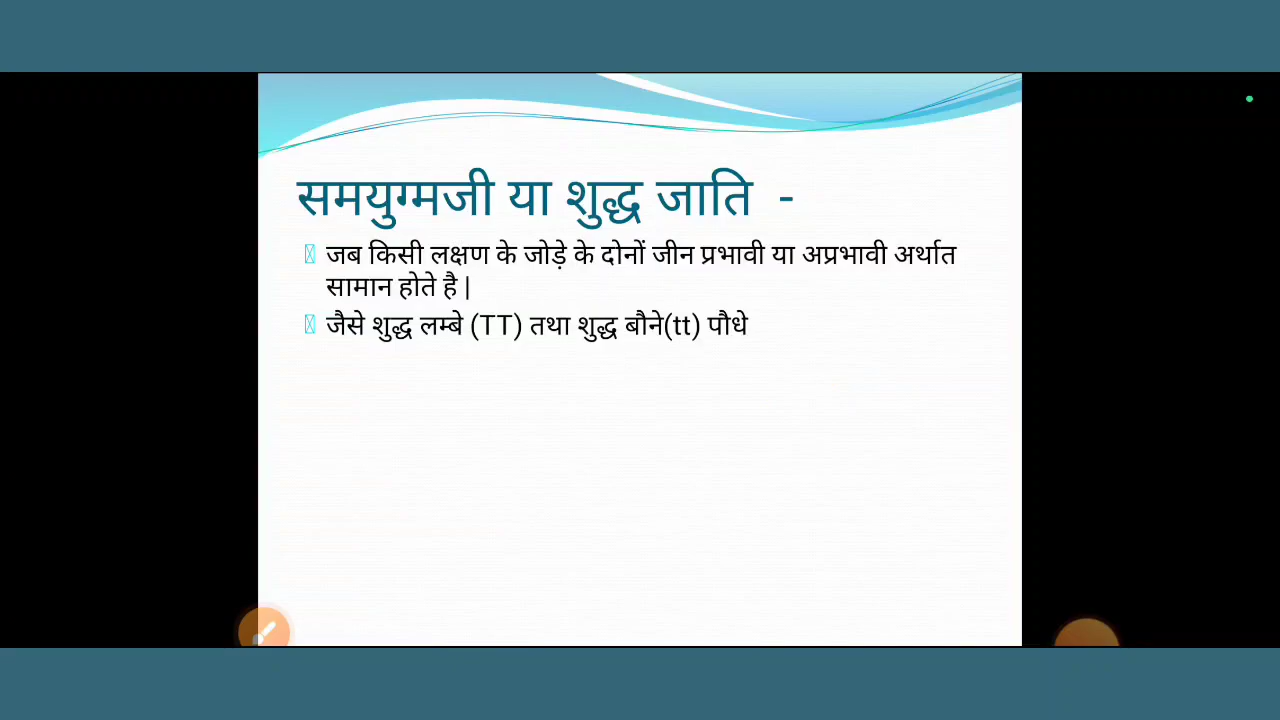 समयुग्मजी या शुद्ध जाति -
जब किसी लक्षण के जोड़े के दोनों जीन प्रभावी या अप्रभावी अर्थात
सामान होते है |
जैसे शुद्ध लम्बे (TT) तथा शुद्ध बौने(tt) पौधे